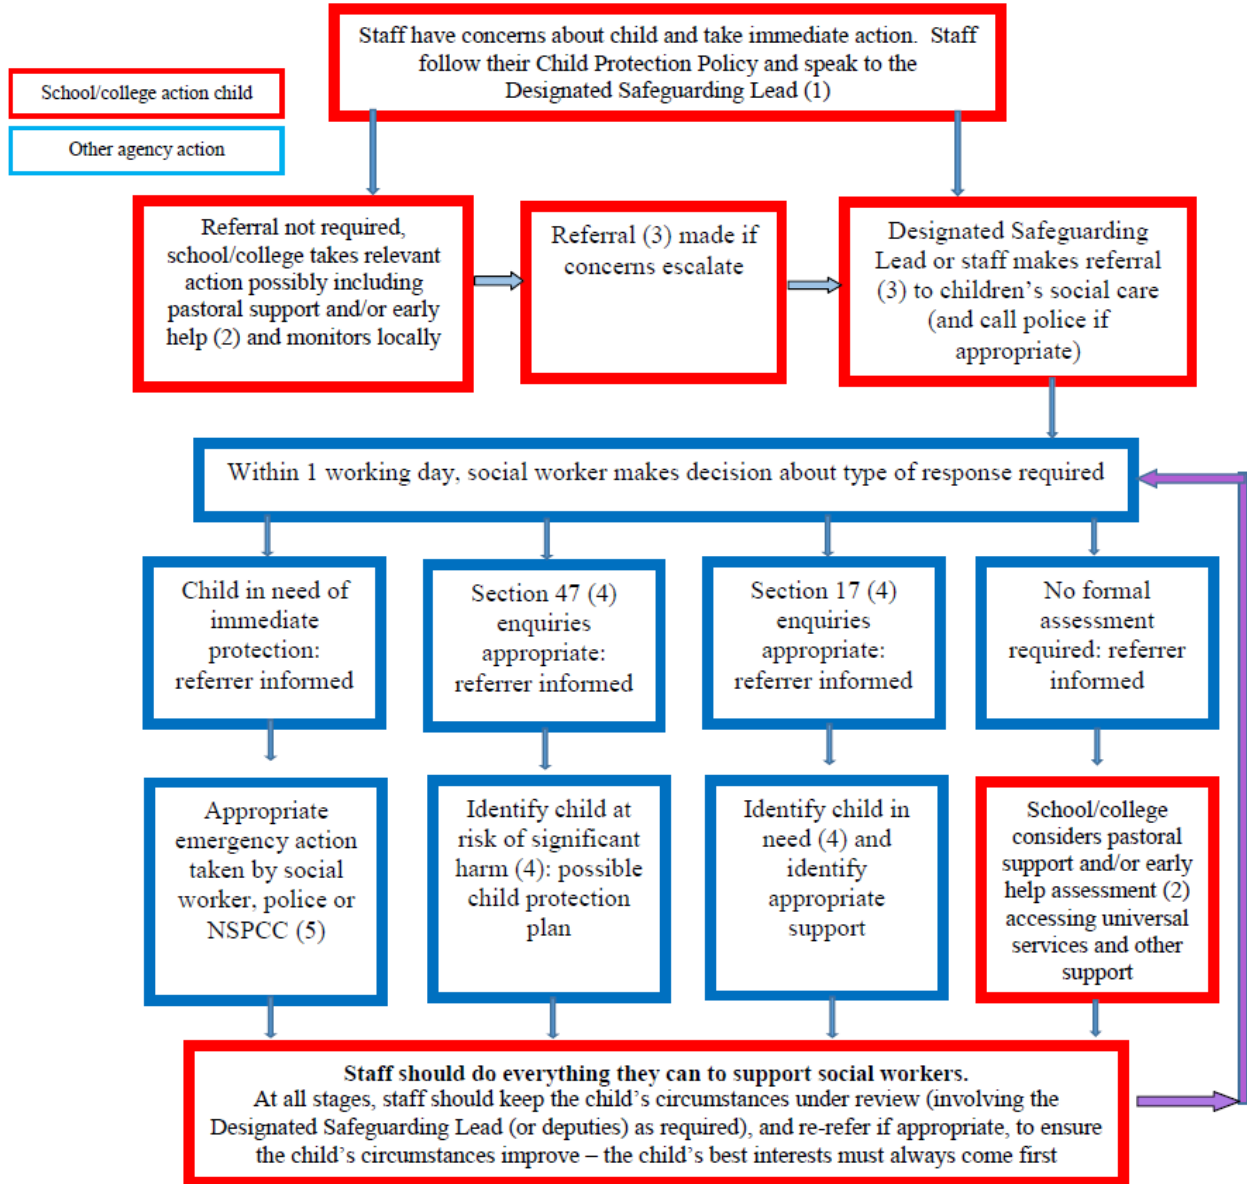 Staff have concerns about child and take immediate action.  Staff
follow their Child Protection Policy and speak to the
Designated Safeguarding Lead (1)
School/college action child
Other agency action
Referral not required,
school/college takes relevant
action possibly including
pastoral support and/or early
help (2) and monitors locally
Referral (3) made if
concerns escalate
Designated Safeguarding
Lead or staff makes referral
(3) to children’s social care
(and call police if
appropriate)
Within 1 working day, social worker makes decision about type of response required
Child in need of
immediate
protection:
referrer informed
Section 47 (4)
enquiries
appropriate:
referrer informed
Section 17 (4)
enquiries
appropriate:
referrer informed
No formal
assessment
required: referrer
informed
Appropriate
emergency action
taken by social
worker, police or
NSPCC (5)
Identify child at
risk of significant
harm (4): possible
child protection
plan
Identify child in
need (4) and
identify
appropriate
support
School/college
considers pastoral
support and/or early
help assessment (2)
accessing universal
services and other
support
Staff should do everything they can to support social workers.
At all stages, staff should keep the child’s circumstances under review (involving the
Designated Safeguarding Lead (or deputies) as required), and re-refer if appropriate, to ensure
the child’s circumstances improve – the child’s best interests must always come first